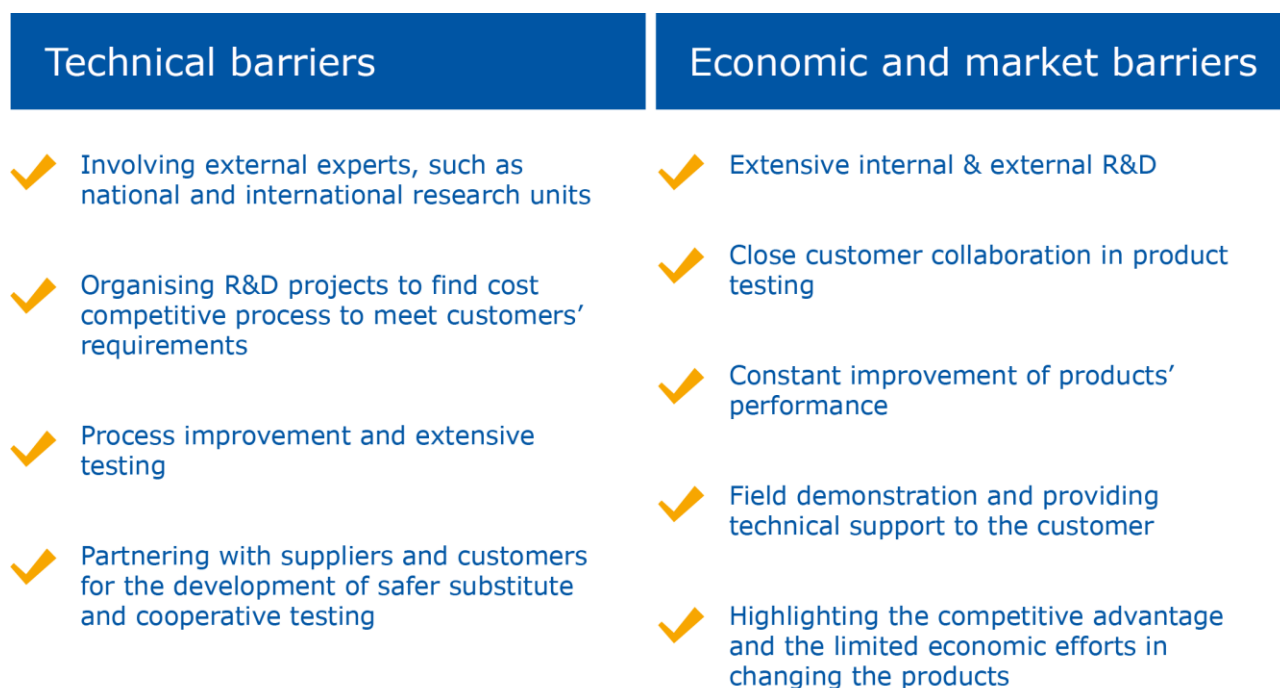 Technical barriers
Involving external experts, such as
national and international research units
Organising R&D projects to find cost
competitive process to meet customers’
requirements
Process improvement and extensive
testing
Partnering with suppliers and customers
for the development of safer substitute
and cooperative testing
Economic and market barriers
Extensive internal & external R&D
Close customer collaboration in product
testing
Constant improvement of products’
performance
Field demonstration and providing
technical support to the customer
Highlighting the competitive advantage
and the limited economic efforts in
changing the products